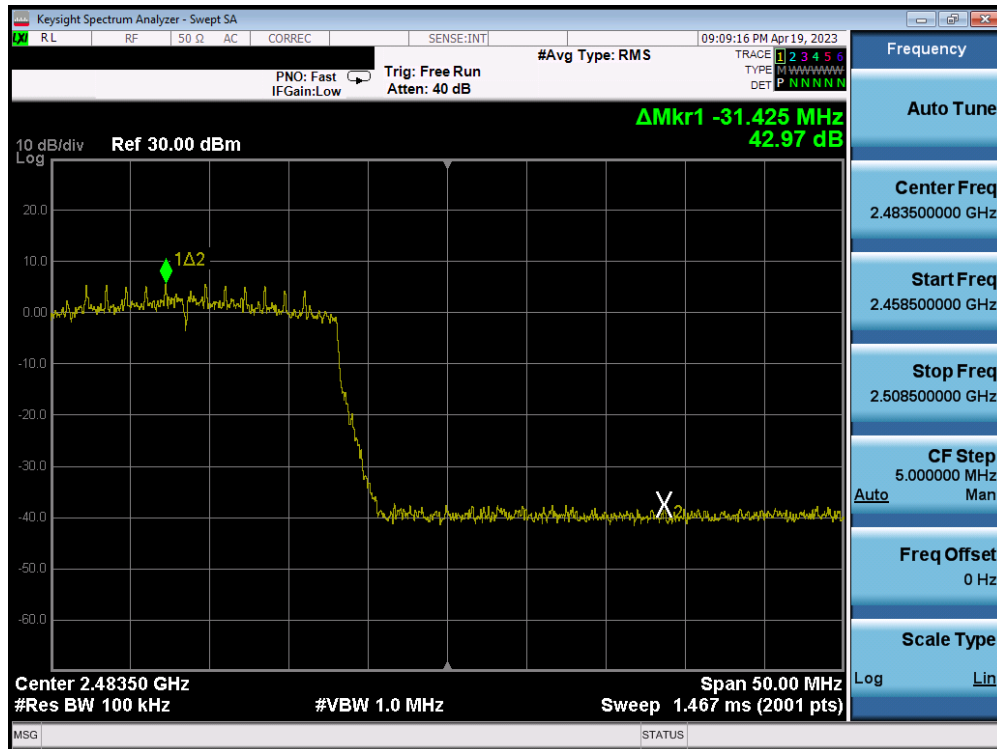 Keysight Spectrum Analyzer - Swept SA
LXI RL RF 50 Ω AC CORREC SENSE:INT 09:09:16 PM Apr 19, 2023
#Avg Type: RMS TRACE 1 2 3 4 5 6
PNO: Fast Trig: Free Run TYPE M WWWWW
IFGain:Low Atten: 40 dB DET P N N N N N
ΔMkr1 -31.425 MHz
42.97 dB
10 dB/div Ref 30.00 dBm
Log
20.0
10.0
1Δ2
0.00
-10.0
-20.0
-30.0
-40.0
X2
-50.0
-60.0
Center 2.48350 GHz Span 50.00 MHz
#Res BW 100 kHz #VBW 1.0 MHz Sweep 1.467 ms (2001 pts)
MSG STATUS
Frequency
Auto Tune
Center Freq
2.483500000 GHz
Start Freq
2.458500000 GHz
Stop Freq
2.508500000 GHz
CF Step
5.000000 MHz
Auto Man
Freq Offset
0 Hz
Scale Type
Log Lin